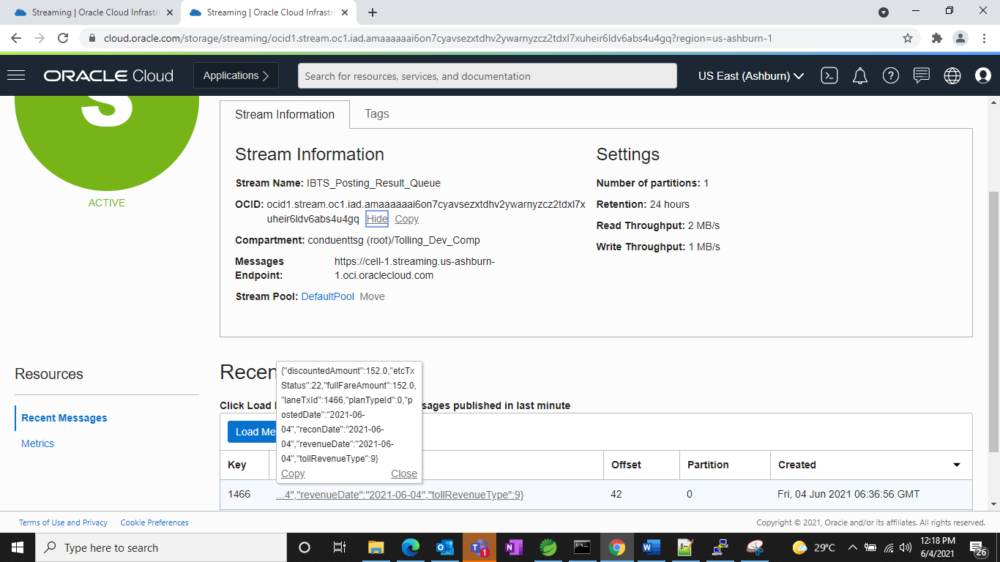 Streaming | Oracle Cloud Infrastr
Streaming | Oracle Cloud Infrastr
cloud.oracle.com/storage/streaming/ocid1.stream.oc1.iad.amaaaaaai6on7cyavsezxtdhv2ywarnyzcz2tdxl7xuheir6ldv6abs4u4gq?region=us-ashburn-1
ORACLE Cloud
Applications
Search for resources, services, and documentation
US East (Ashburn)
S
ACTIVE
Stream Information
Tags
Stream Information
Stream Name: IBTS_Posting_Result_Queue
OCID: ocid1.stream.oc1.iad.amaaaaaai6on7cyavsezxtdhv2ywarnyzcz2tdxl7x
uheir6ldv6abs4u4gq Hide Copy
Compartment: conduenttsg (root)/Tolling_Dev_Comp
Messages Endpoint: https://cell-1.streaming.us-ashburn-
1.oci.oraclecloud.com
Stream Pool: DefaultPool Move
Settings
Number of partitions: 1
Retention: 24 hours
Read Throughput: 2 MB/s
Write Throughput: 1 MB/s
Resources
Recent Messages
Metrics
Recen
Click Load
sages published in last minute
Load Me
{"discountedAmount":152.0,"etcTx
Status":22,"fullFareAmount":152.0,
"laneTxId":1466,"planTypeId":0,"p
ostedDate":"2021-06-
04","reconDate":"2021-06-
04","revenueDate":"2021-06-
04","tollRevenueType":9}
Copy Close
Key Offset Partition Created
1466 ...4","revenueDate":"2021-06-04","tollRevenueType":9} 42 0 Fri, 04 Jun 2021 06:36:56 GMT
Terms of Use and Privacy Cookie Preferences
Copyright © 2021, Oracle and/or its affiliates. All rights reserved.
Type here to search
1
29°C
12:18 PM
6/4/2021
26